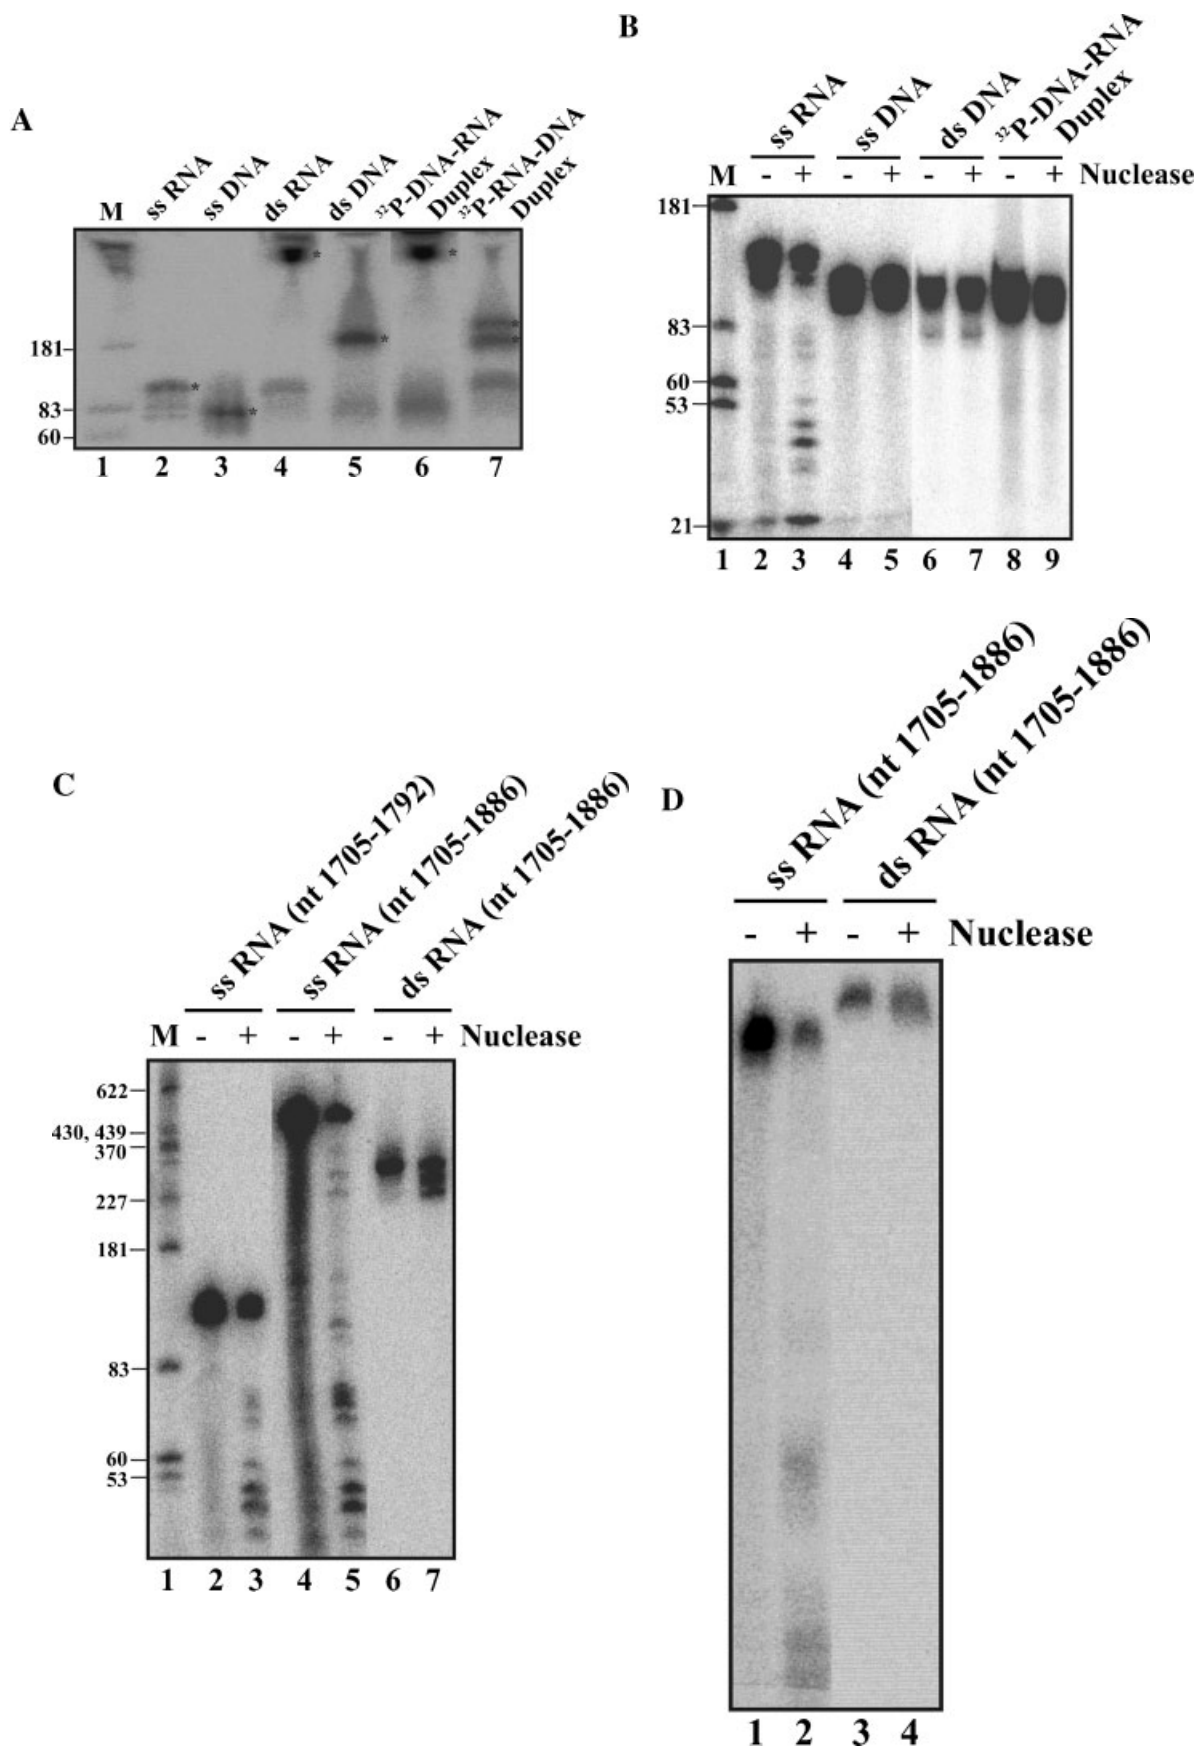 A
M ss RNA ss DNA ds RNA ds DNA ³²P-DNA-RNA Duplex ³²P-RNA-DNA Duplex
181
83
60
1 2 3 4 5 6 7
B
ss RNA ss DNA ds DNA ³²P-DNA-RNA Duplex
M - + - + - + - + Nuclease
181
83
60
53
21
1 2 3 4 5 6 7 8 9
C
ss RNA (nt 1705-1792) ss RNA (nt 1705-1886) ds RNA (nt 1705-1886)
M - + - + - + Nuclease
622
430, 439
370
227
181
83
60
53
1 2 3 4 5 6 7
D
ss RNA (nt 1705-1886) ds RNA (nt 1705-1886)
- + - + Nuclease
1 2 3 4